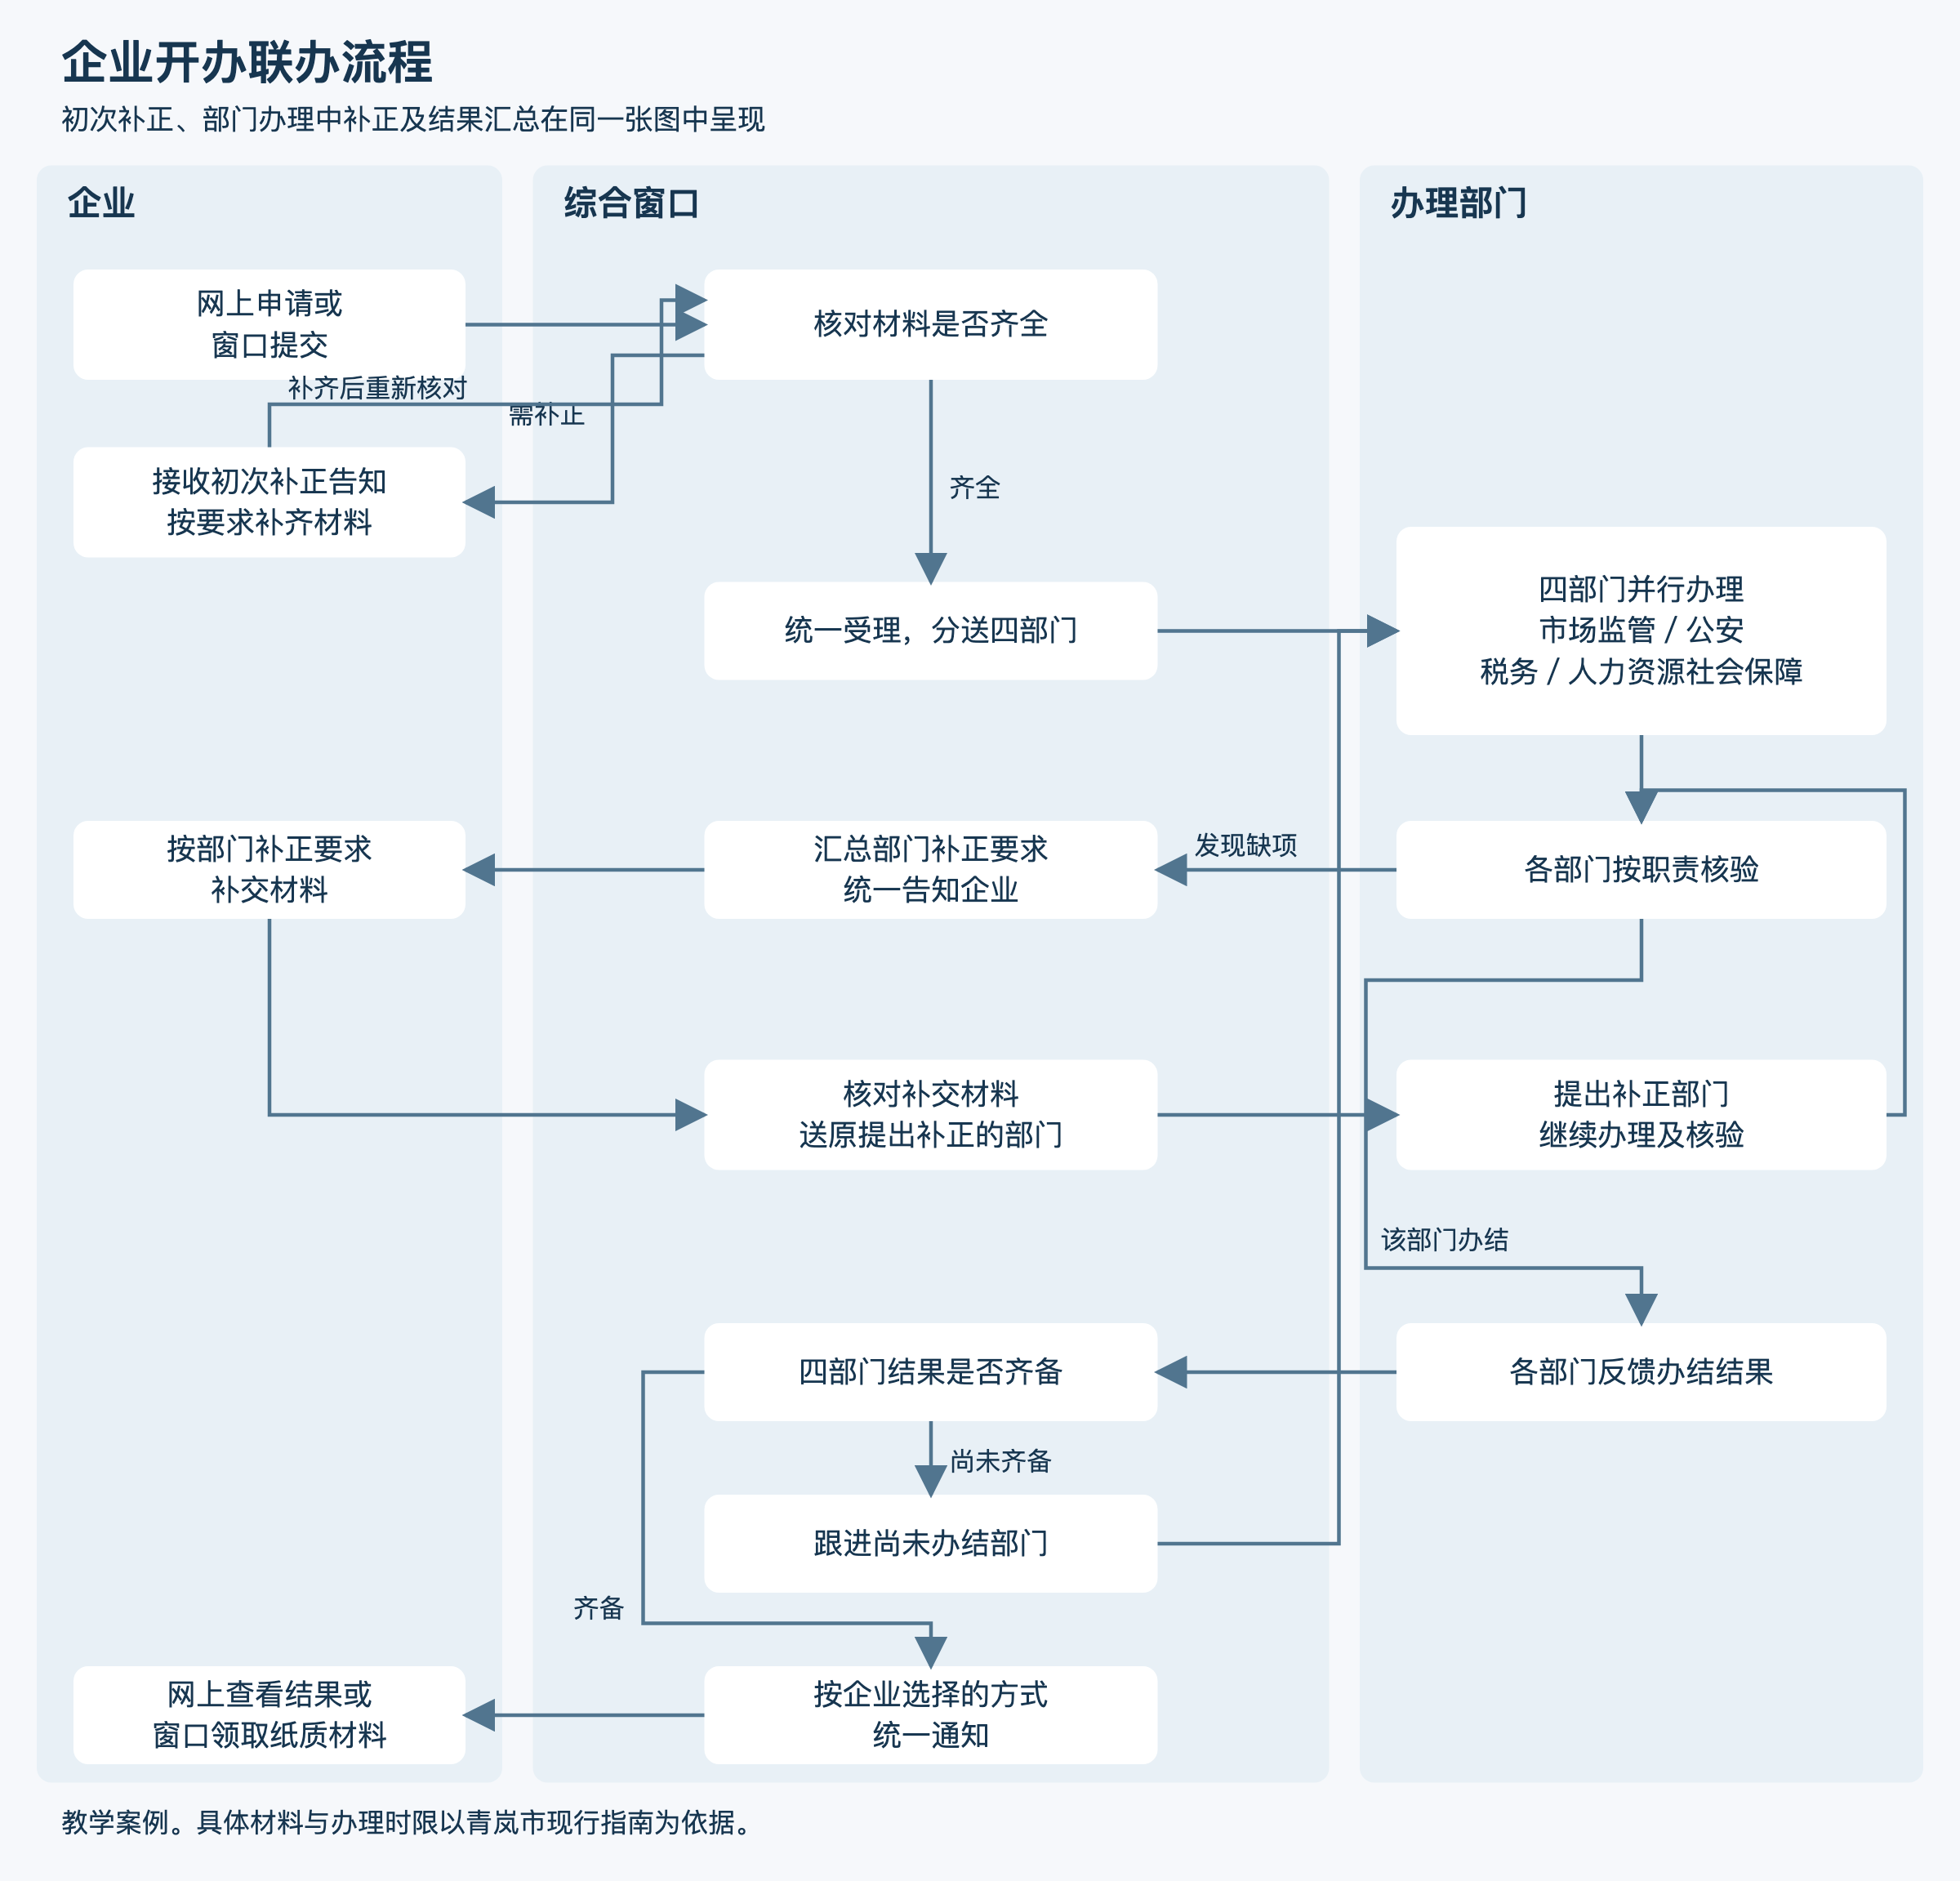 企业开办联办流程
初次补正、部门办理中补正及结果汇总在同一张图中呈现
企业
综合窗口
办理部门
网上申请或
窗口提交
核对材料是否齐全
补齐后重新核对
需补正
接收初次补正告知
按要求补齐材料
齐全
统一受理，分送四部门
四部门并行办理
市场监管 / 公安
税务 / 人力资源社会保障
按部门补正要求
补交材料
汇总部门补正要求
统一告知企业
发现缺项
各部门按职责核验
核对补交材料
送原提出补正的部门
提出补正部门
继续办理及核验
该部门办结
四部门结果是否齐备
各部门反馈办结结果
尚未齐备
跟进尚未办结部门
齐备
网上查看结果或
窗口领取纸质材料
按企业选择的方式
统一通知
教学案例。具体材料与办理时限以青岚市现行指南为依据。